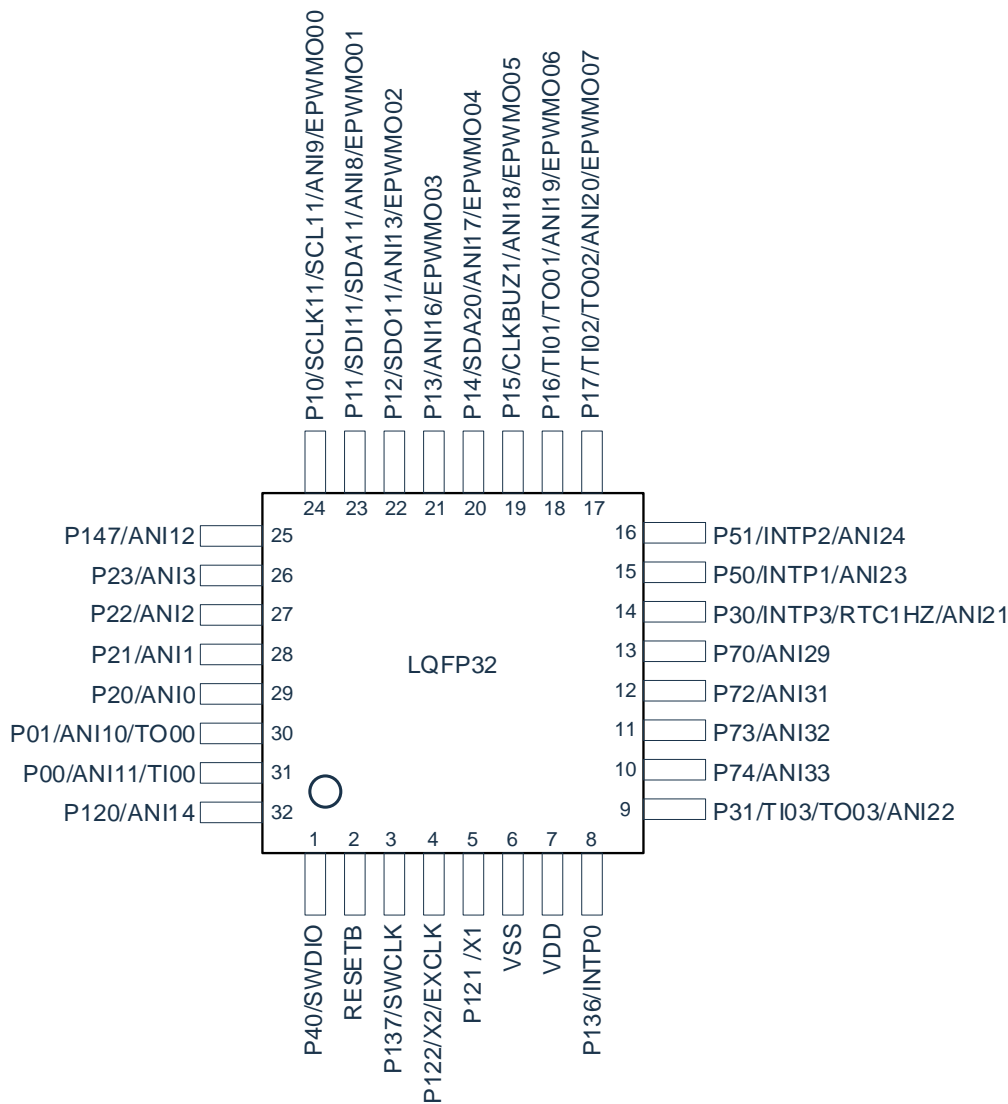 P10/SCLK11/SCL11/ANI9/EPWMO00
P11/SDI11/SDA11/ANI8/EPWMO01
P12/SDO11/ANI13/EPWMO02
P13/ANI16/EPWMO03
P14/SDA20/ANI17/EPWMO04
P15/CLKBUZ1/ANI18/EPWMO05
P16/TI01/TO01/ANI19/EPWMO06
P17/TI02/TO02/ANI20/EPWMO07
24 23 22 21 20 19 18 17
P147/ANI12 25
P23/ANI3 26
P22/ANI2 27
P21/ANI1 28
P20/ANI0 29
P01/ANI10/TO00 30
P00/ANI11/TI00 31
P120/ANI14 32
LQFP32
16 P51/INTP2/ANI24
15 P50/INTP1/ANI23
14 P30/INTP3/RTC1HZ/ANI21
13 P70/ANI29
12 P72/ANI31
11 P73/ANI32
10 P74/ANI33
9 P31/TI03/TO03/ANI22
1 2 3 4 5 6 7 8
P40/SWDIO
RESETB
P137/SWCLK
P122/X2/EXCLK
P121 /X1
VSS
VDD
P136/INTP0